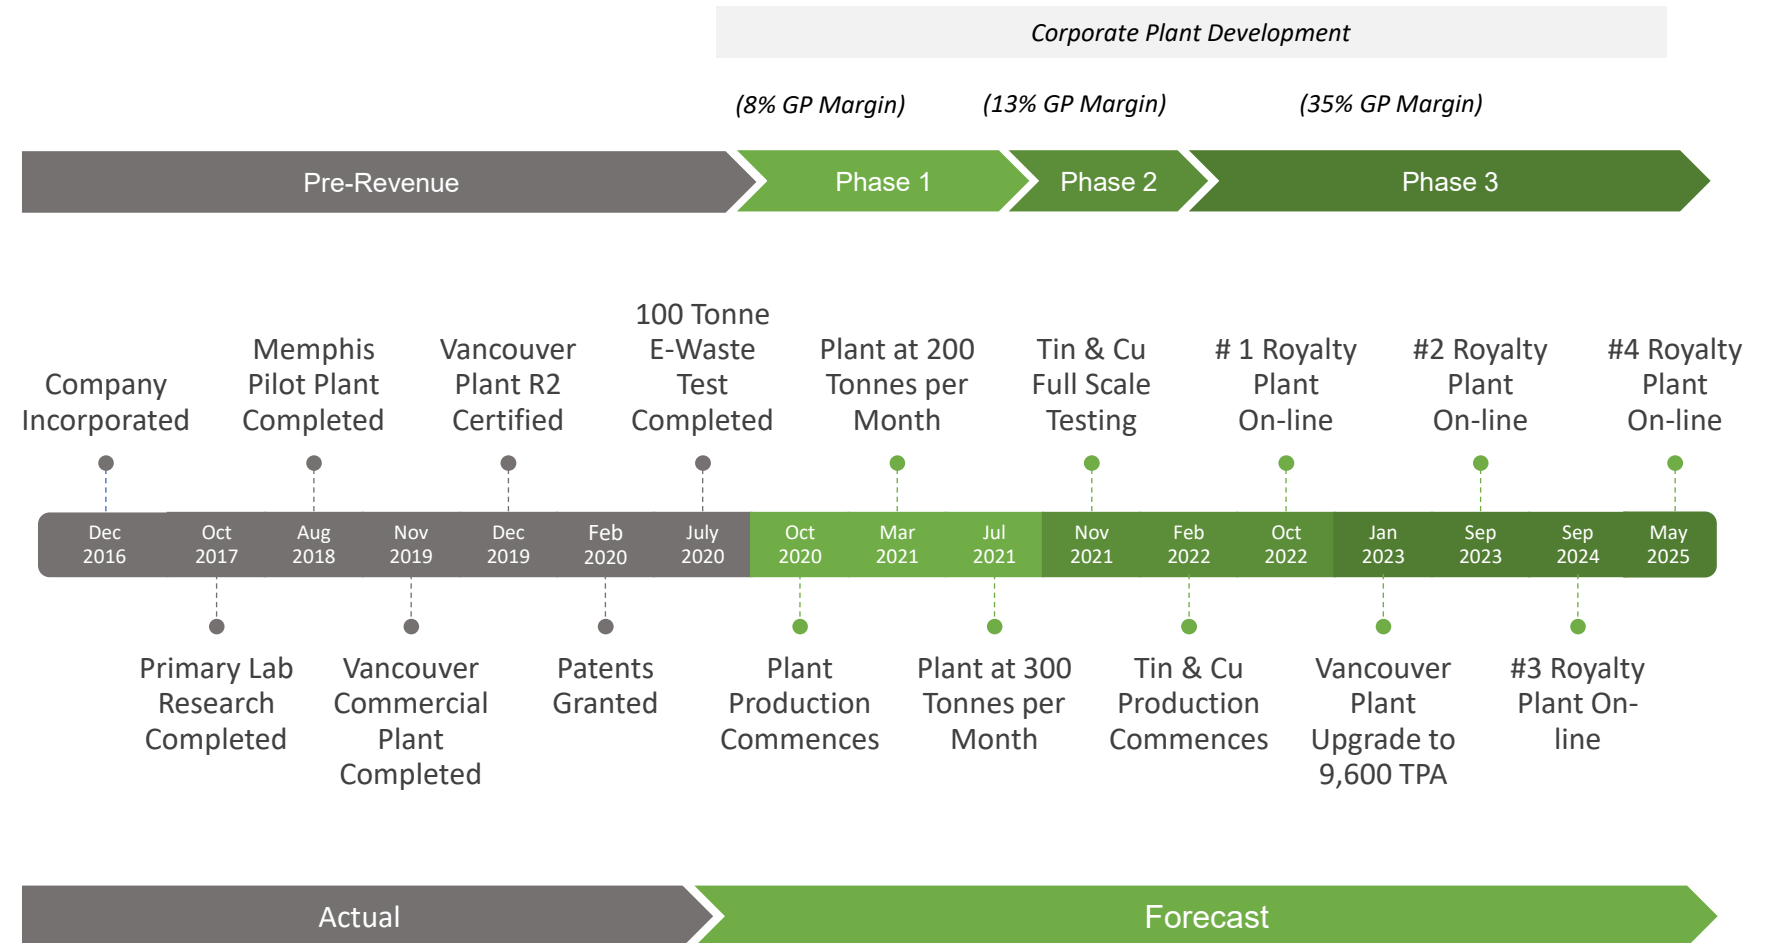 Corporate Plant Development
(8% GP Margin)
(13% GP Margin)
(35% GP Margin)
Pre-Revenue
Phase 1
Phase 2
Phase 3
Company
Incorporated
Memphis
Pilot Plant
Completed
Vancouver
Plant R2
Certified
100 Tonne
E-Waste
Test
Completed
Plant at 200
Tonnes per
Month
Tin & Cu
Full Scale
Testing
# 1 Royalty
Plant
On-line
#2 Royalty
Plant
On-line
#4 Royalty
Plant
On-line
Dec
2016
Oct
2017
Aug
2018
Nov
2019
Dec
2019
Feb
2020
July
2020
Oct
2020
Mar
2021
Jul
2021
Nov
2021
Feb
2022
Oct
2022
Jan
2023
Sep
2023
Sep
2024
May
2025
Primary Lab
Research
Completed
Vancouver
Commercial
Plant
Completed
Patents
Granted
Plant
Production
Commences
Plant at 300
Tonnes per
Month
Tin & Cu
Production
Commences
Vancouver
Plant
Upgrade to
9,600 TPA
#3 Royalty
Plant On-
line
Actual
Forecast